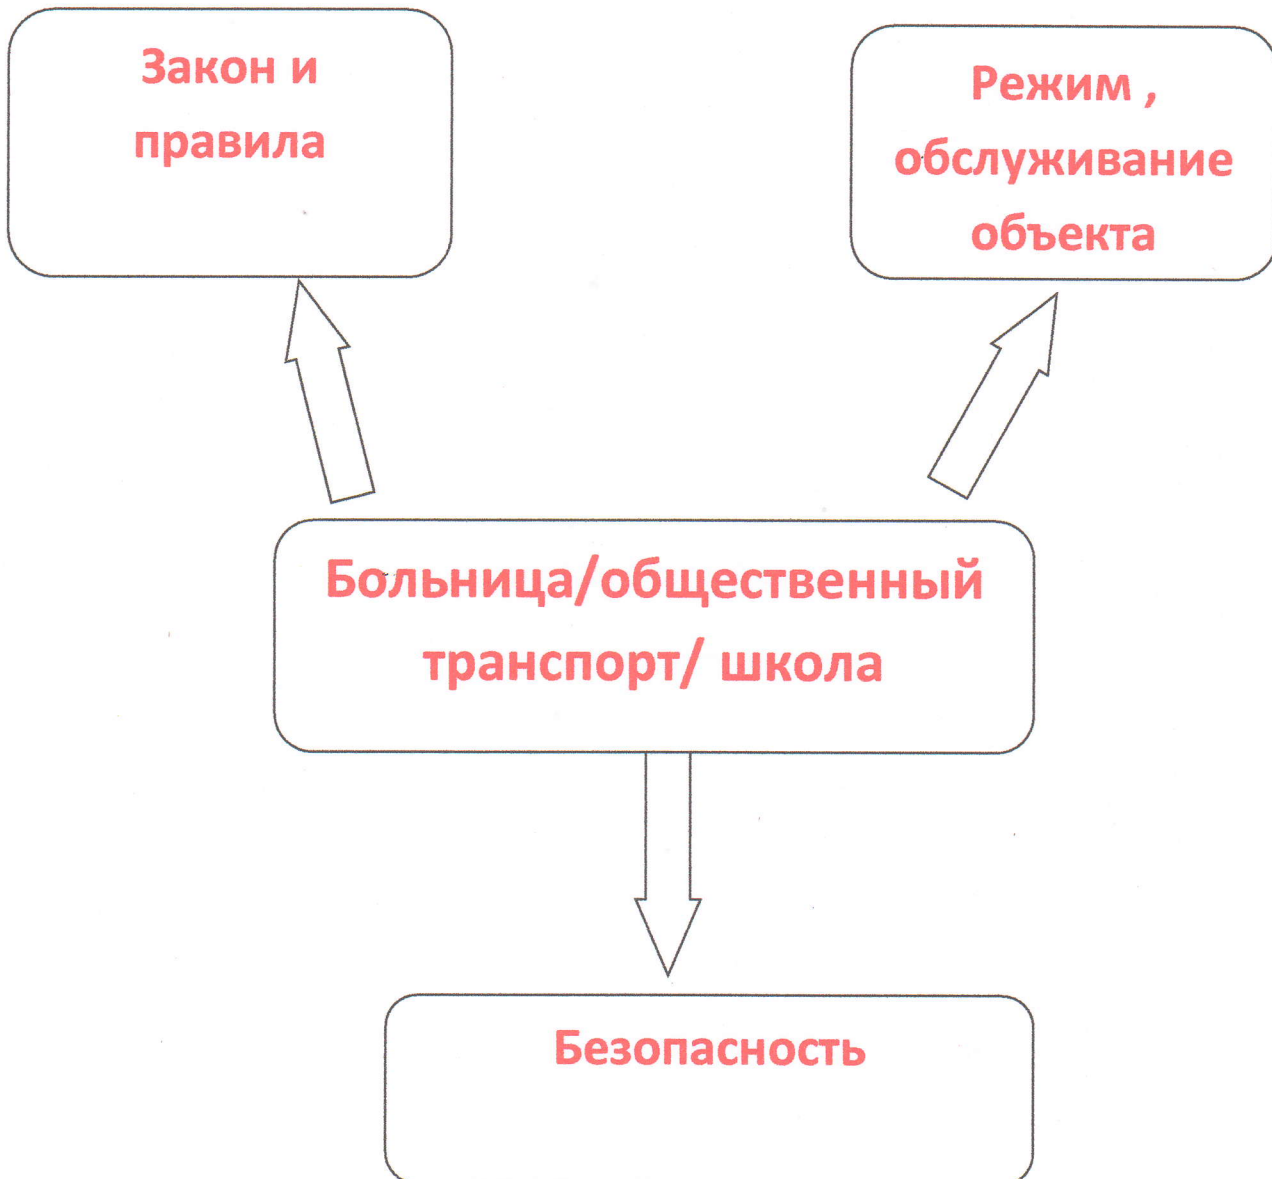 Закон и
правила
Режим ,
обслуживание
объекта
Больница/общественный
транспорт/ школа
Безопасность